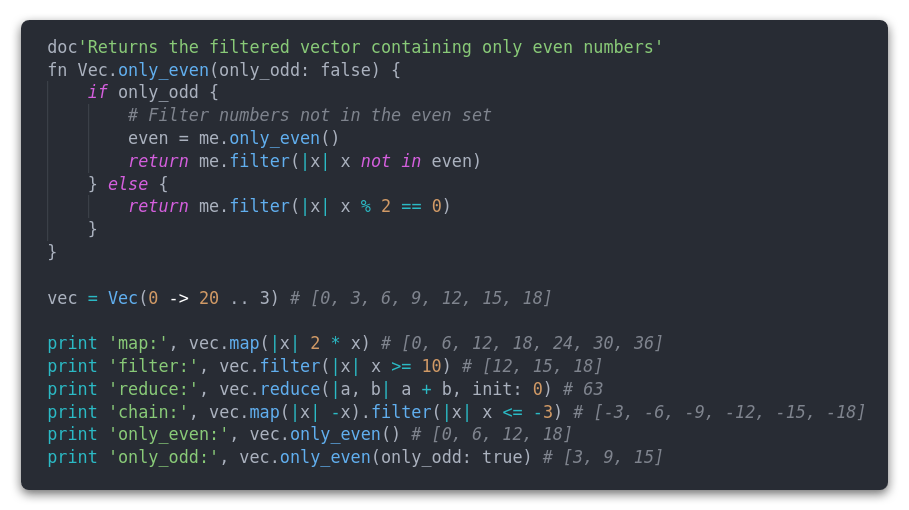 doc'Returns the filtered vector containing only even numbers'
fn Vec.only_even(only_odd: false) {
    if only_odd {
        # Filter numbers not in the even set
        even = me.only_even()
        return me.filter(|x| x not in even)
    } else {
        return me.filter(|x| x % 2 == 0)
    }
}

vec = Vec(0 -> 20 .. 3) # [0, 3, 6, 9, 12, 15, 18]

print 'map:', vec.map(|x| 2 * x) # [0, 6, 12, 18, 24, 30, 36]
print 'filter:', vec.filter(|x| x >= 10) # [12, 15, 18]
print 'reduce:', vec.reduce(|a, b| a + b, init: 0) # 63
print 'chain:', vec.map(|x| -x).filter(|x| x <= -3) # [-3, -6, -9, -12, -15, -18]
print 'only_even:', vec.only_even() # [0, 6, 12, 18]
print 'only_odd:', vec.only_even(only_odd: true) # [3, 9, 15]